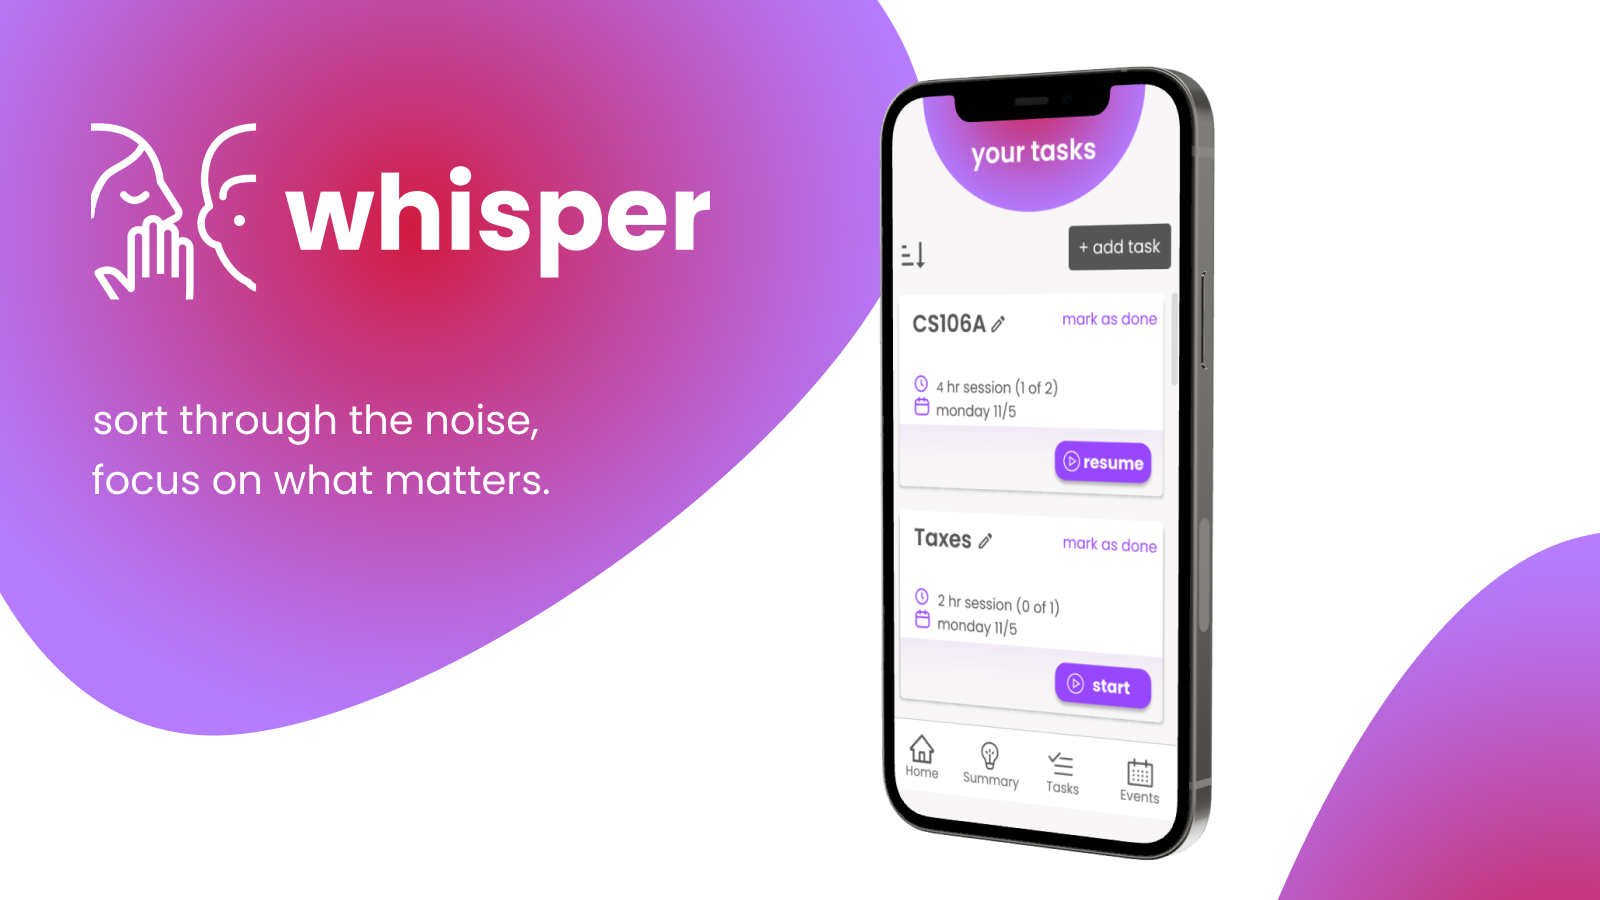 whisper
sort through the noise,
focus on what matters.
your tasks
+ add task
CS106A
mark as done
4 hr session (1 of 2)
monday 11/5
resume
Taxes
mark as done
2 hr session (0 of 1)
monday 11/5
start
Home
Summary
Tasks
Events